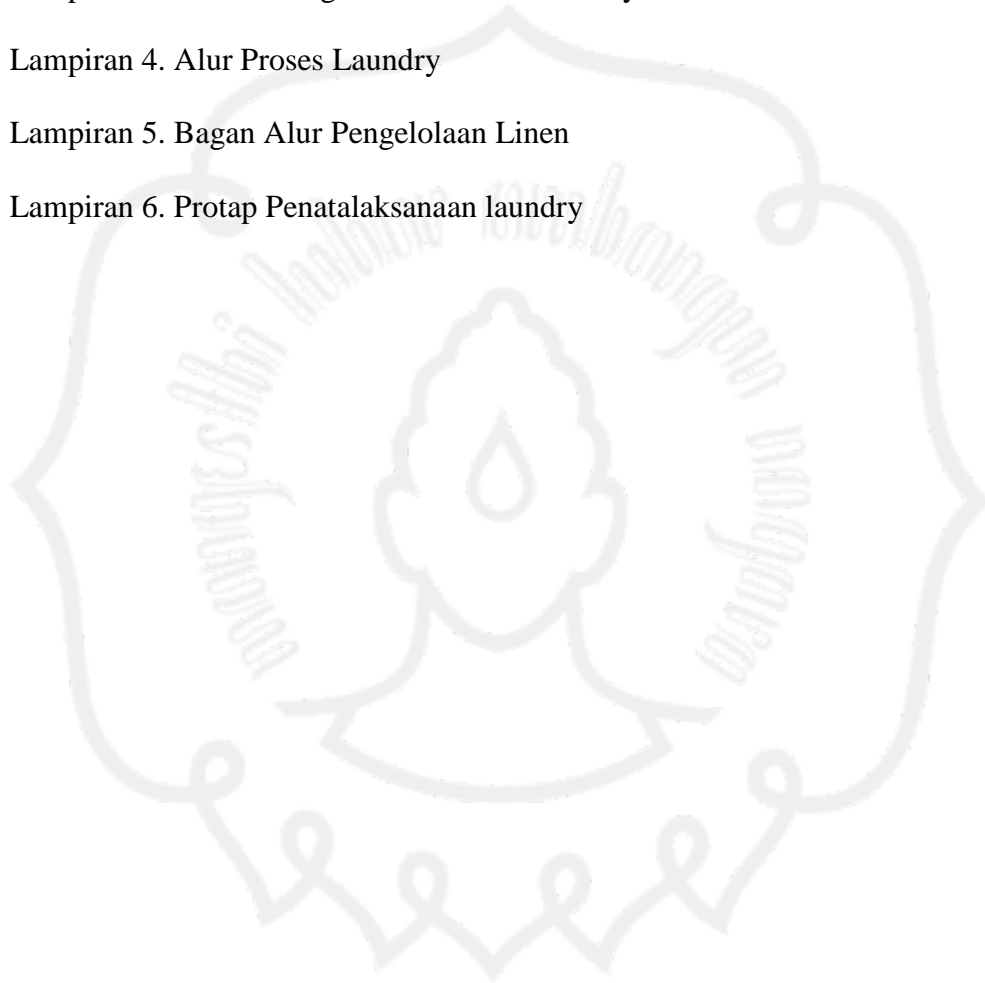 Lampiran 4. Alur Proses Laundry
Lampiran 5. Bagan Alur Pengelolaan Linen
Lampiran 6. Protap Penatalaksanaan laundry